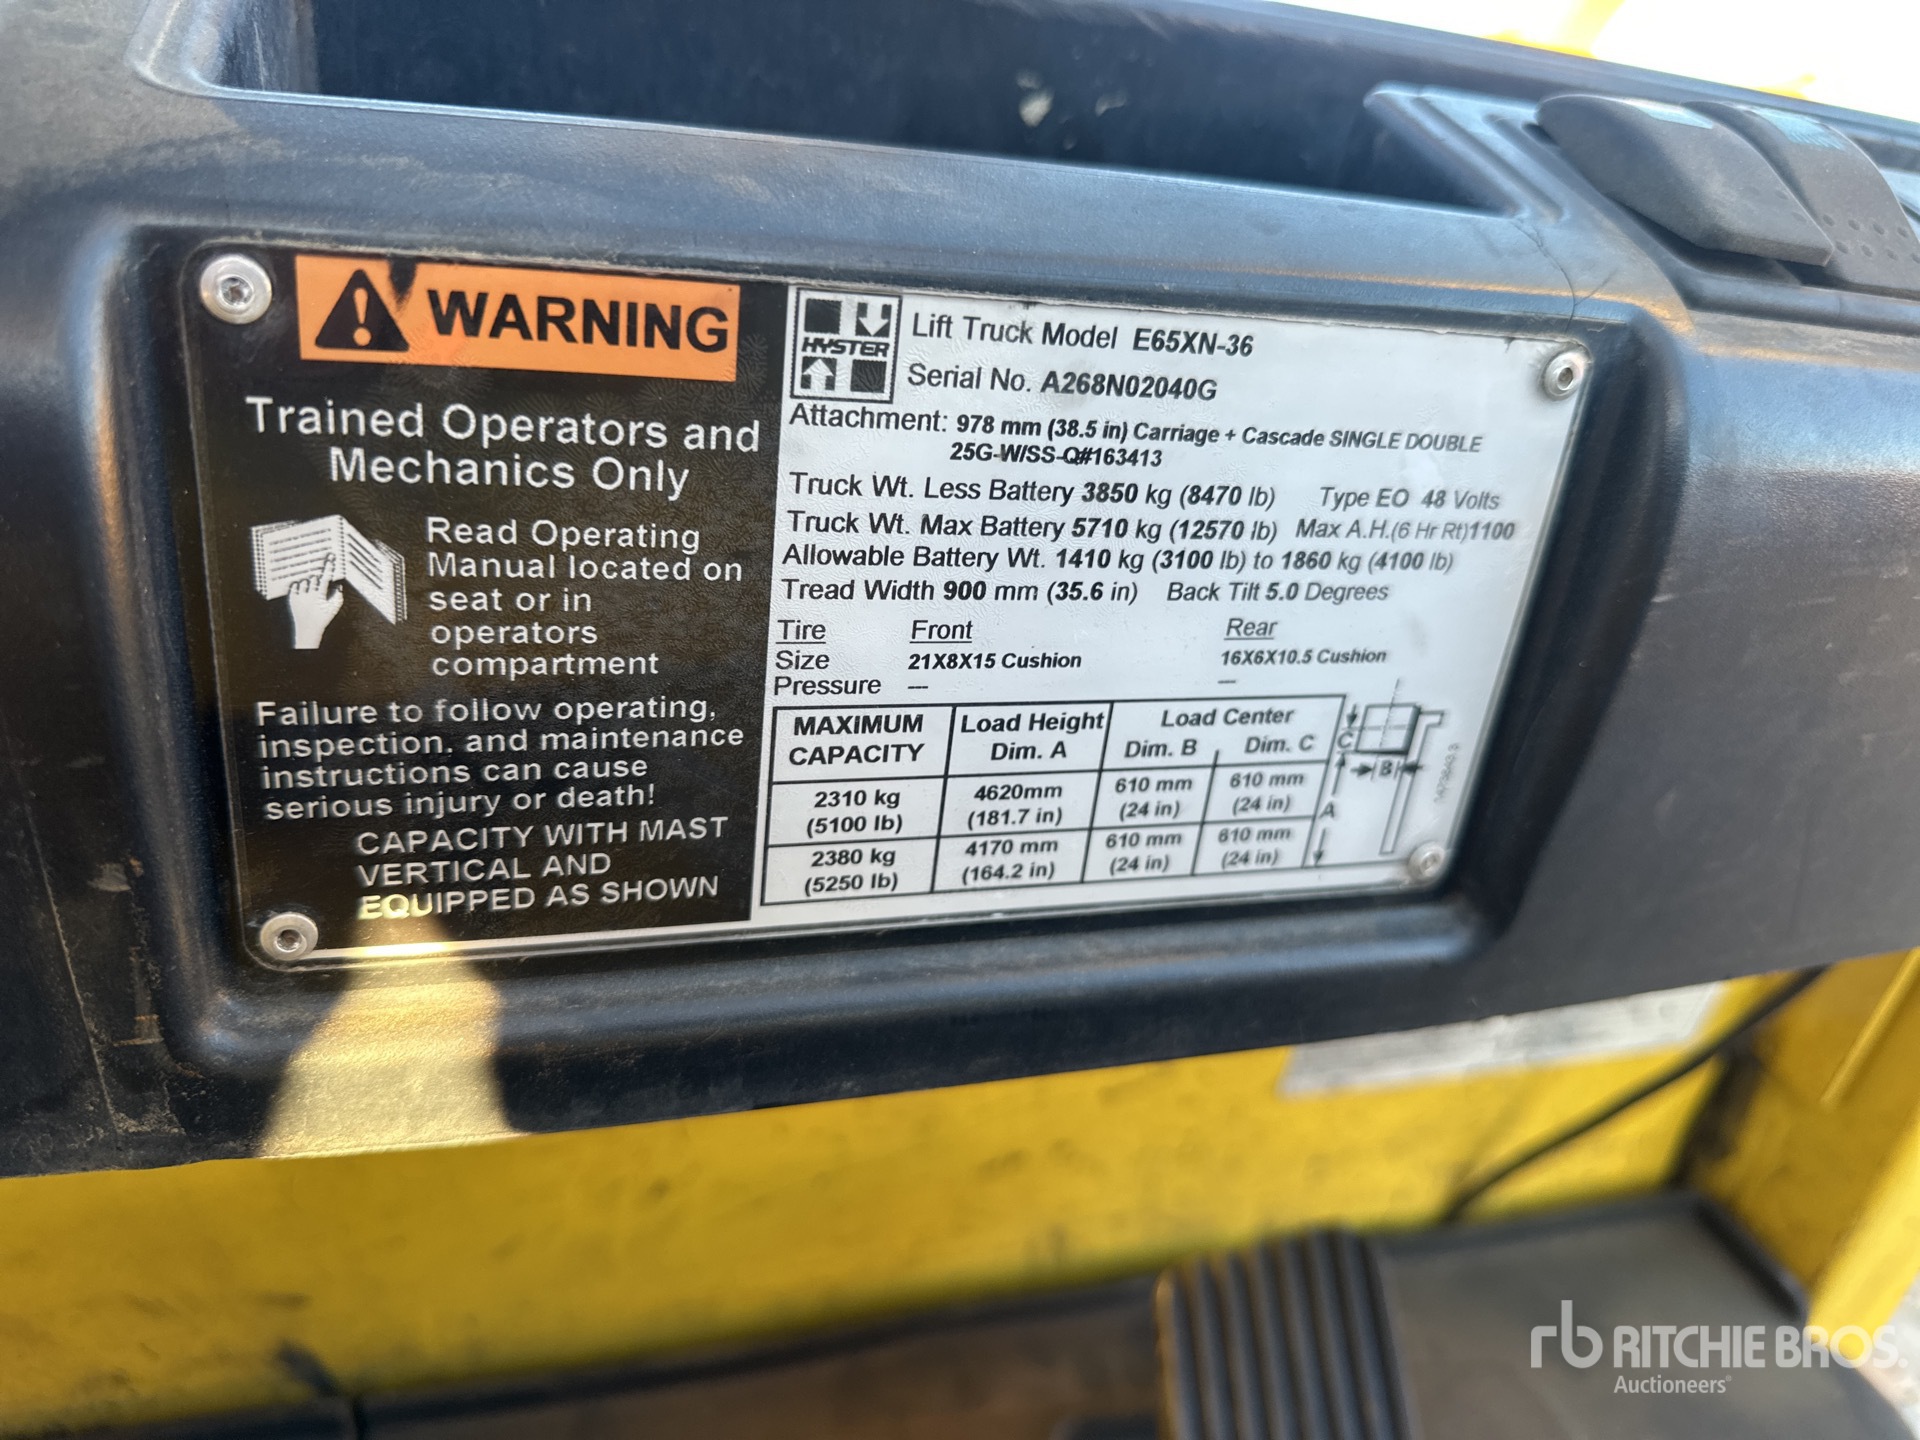 WARNING
Trained Operators and
Mechanics Only
Read Operating
Manual located on
seat or in
operators
compartment
Failure to follow operating,
inspection. and maintenance
instructions can cause
serious injury or death!
CAPACITY WITH MAST
VERTICAL AND
EQUIPPED AS SHOWN
HYSTER
Lift Truck Model E65XN-36
Serial No. A268N02040G
Attachment: 978 mm (38.5 in) Carriage + Cascade SINGLE DOUBLE
25G-W/SS-Q#163413
Truck Wt. Less Battery 3850 kg (8470 lb) Type EO 48 Volts
Truck Wt. Max Battery 5710 kg (12570 lb) Max A.H.(6 Hr Rt)1100
Allowable Battery Wt. 1410 kg (3100 lb) to 1860 kg (4100 lb)
Tread Width 900 mm (35.6 in) Back Tilt 5.0 Degrees
Tire Front Rear
Size 21X8X15 Cushion 16X6X10.5 Cushion
Pressure — —
MAXIMUM CAPACITY Load Height Dim. A Load Center Dim. B Dim. C
2310 kg (5100 lb) 4620mm (181.7 in) 610 mm (24 in) 610 mm (24 in)
2380 kg (5250 lb) 4170 mm (164.2 in) 610 mm (24 in) 610 mm (24 in)
C
B
A
rb RITCHIE BROS.
Auctioneers